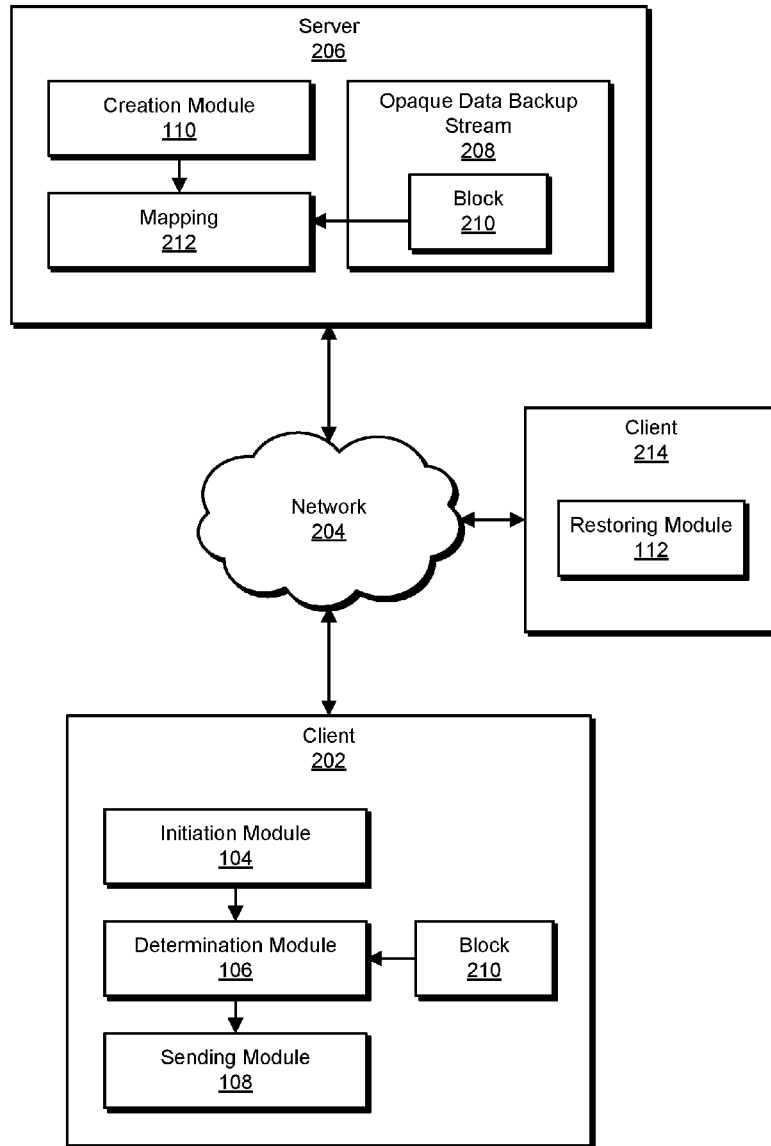 Server
206
Creation Module
110
Mapping
212
Opaque Data Backup
Stream
208
Block
210
Network
204
Client
214
Restoring Module
112
Client
202
Initiation Module
104
Determination Module
106
Block
210
Sending Module
108